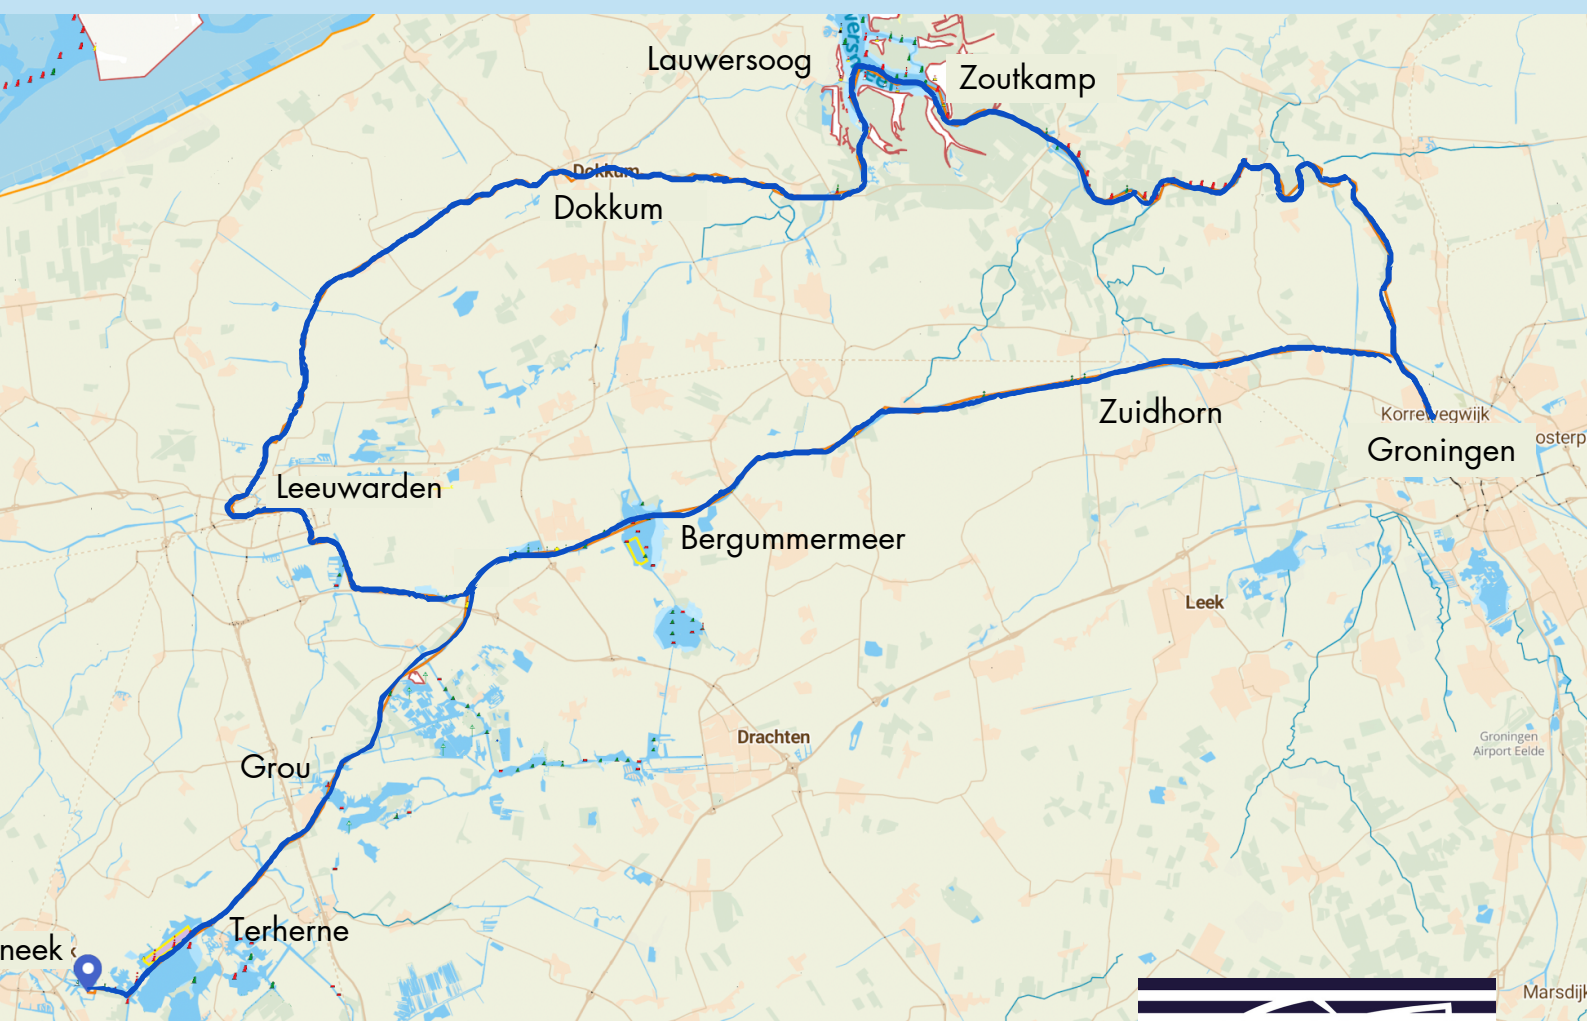 Lauwersoog
Zoutkamp
Dokkum
Dokkum
Zuidhorn
Korrewegwijk
osterp
Groningen
Leeuwarden
Bergummermeer
Leek
Drachten
Groningen
Airport Eelde
Grou
Terherne
neek
Marsdijk